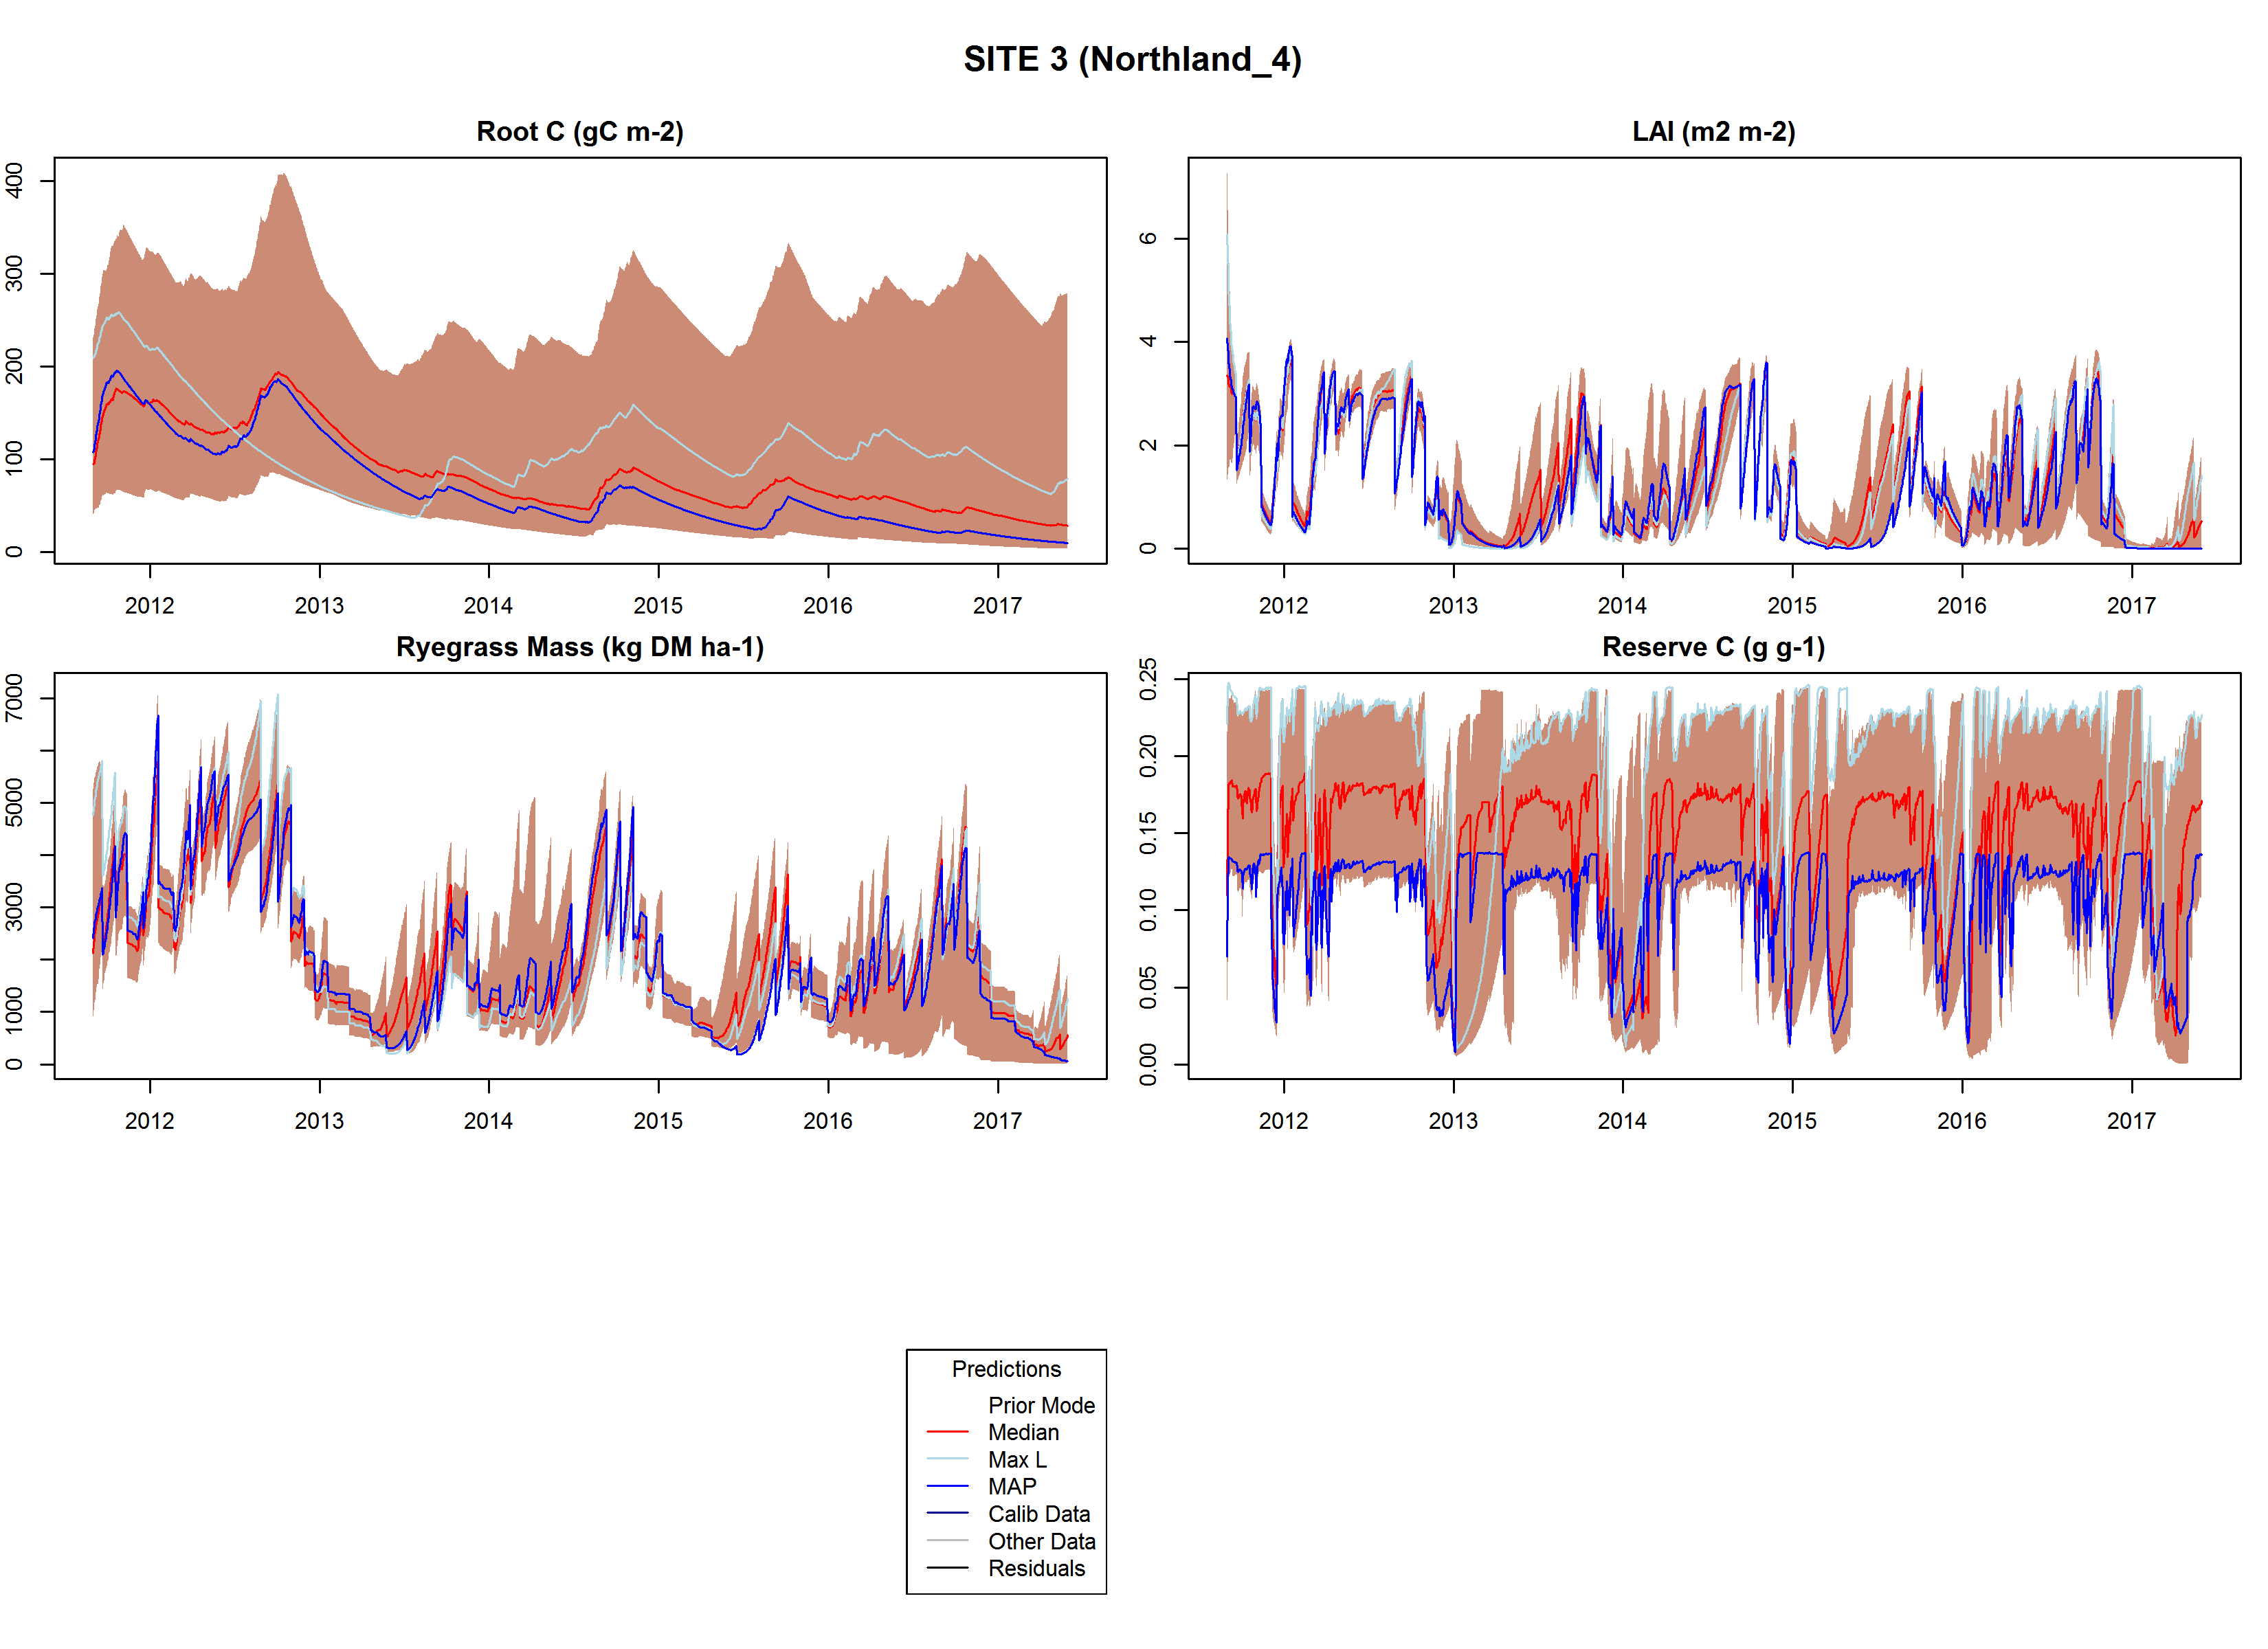 SITE 3 (Northland_4)
Root C (gC m-2)
400
300
200
100
0
2012 2013 2014 2015 2016 2017
LAI (m2 m-2)
6
4
2
0
2012 2013 2014 2015 2016 2017
Ryegrass Mass (kg DM ha-1)
7000
5000
3000
1000
0
2012 2013 2014 2015 2016 2017
Reserve C (g g-1)
0.25
0.20
0.15
0.10
0.05
0.00
2012 2013 2014 2015 2016 2017
Predictions
Prior Mode
Median
Max L
MAP
Calib Data
Other Data
Residuals